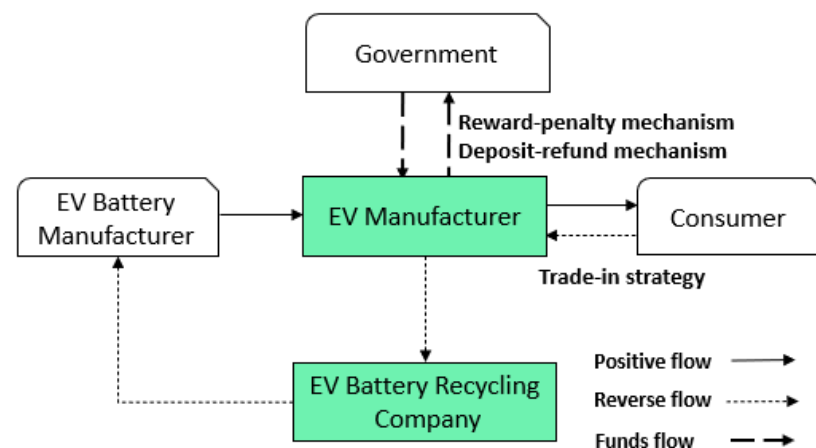 Government
Reward-penalty mechanism
Deposit-refund mechanism
EV Battery
Manufacturer
EV Manufacturer
Consumer
Trade-in strategy
EV Battery Recycling
Company
Positive flow
Reverse flow
Funds flow